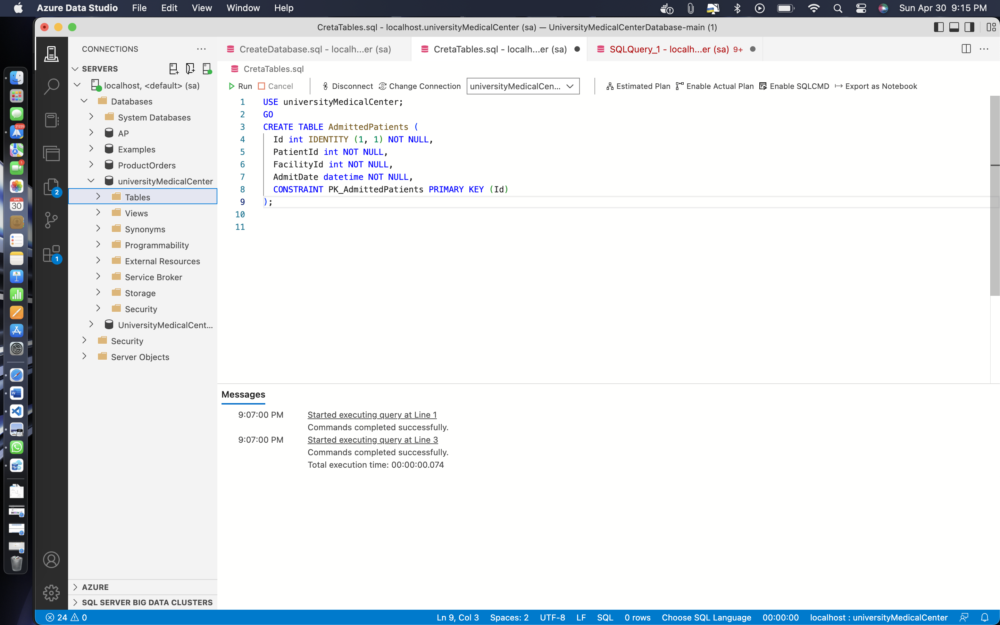 Azure Data Studio File Edit View Window Help Sun Apr 30 9:15 PM
CretaTables.sql - localhost.universityMedicalCenter (sa) — UniversityMedicalCenterDatabase-main (1)
CONNECTIONS
CreateDatabase.sql - localh...er (sa)
CretaTables.sql - localh...er (sa)
SQLQuery_1 - localh...er (sa) 9+
SERVERS
localhost, <default> (sa)
Databases
System Databases
AP
Examples
ProductOrders
universityMedicalCenter
Tables
Views
Synonyms
Programmability
External Resources
Service Broker
Storage
Security
UniversityMedicalCent...
Security
Server Objects
AZURE
SQL SERVER BIG DATA CLUSTERS
21225
1
APR
30
2
1
CretaTables.sql
Run Cancel Disconnect Change Connection universityMedicalCen... Estimated Plan Enable Actual Plan Enable SQLCMD Export as Notebook
1 USE universityMedicalCenter;
2 GO
3 CREATE TABLE AdmittedPatients (
4 Id int IDENTITY (1, 1) NOT NULL,
5 PatientId int NOT NULL,
6 FacilityId int NOT NULL,
7 AdmitDate datetime NOT NULL,
8 CONSTRAINT PK_AdmittedPatients PRIMARY KEY (Id)
9 );
10
11
Messages
9:07:00 PM Started executing query at Line 1
Commands completed successfully.
9:07:00 PM Started executing query at Line 3
Commands completed successfully.
Total execution time: 00:00:00.074
24 0 Ln 9, Col 3 Spaces: 2 UTF-8 LF SQL 0 rows Choose SQL Language 00:00:00 localhost : universityMedicalCenter